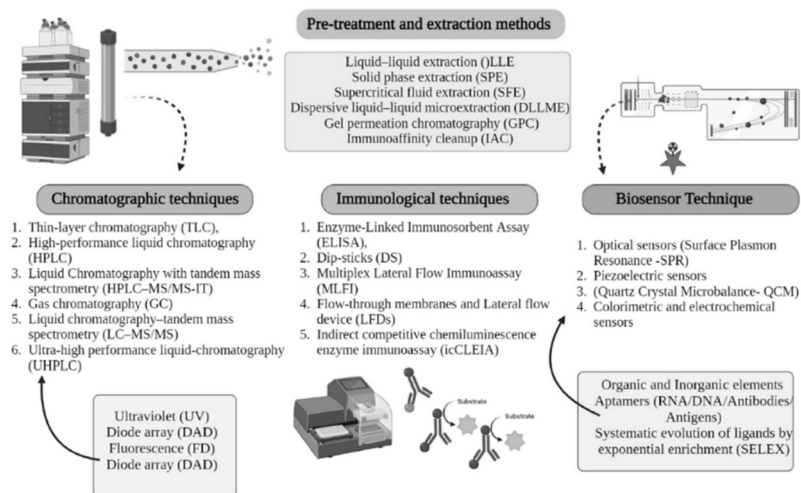 Pre-treatment and extraction methods
Liquid–liquid extraction ()LLE
Solid phase extraction (SPE)
Supercritical fluid extraction (SFE)
Dispersive liquid–liquid microextraction (DLLME)
Gel permeation chromatography (GPC)
Immunoaffinity cleanup (IAC)
Chromatographic techniques
1. Thin-layer chromatography (TLC),
2. High-performance liquid chromatography
(HPLC)
3. Liquid Chromatography with tandem mass
spectrometry (HPLC–MS/MS-IT)
4. Gas chromatography (GC)
5. Liquid chromatography–tandem mass
spectrometry (LC–MS/MS)
6. Ultra-high performance liquid-chromatography
(UHPLC)
Ultraviolet (UV)
Diode array (DAD)
Fluorescence (FD)
Diode array (DAD)
Immunological techniques
1. Enzyme-Linked Immunosorbent Assay
(ELISA),
2. Dip-sticks (DS)
3. Multiplex Lateral Flow Immunoassay
(MLFI)
4. Flow-through membranes and Lateral flow
device (LFDs)
5. Indirect competitive chemiluminescence
enzyme immunoassay (icCLEIA)
Substrate
Substrate
Biosensor Technique
1. Optical sensors (Surface Plasmon
Resonance -SPR)
2. Piezoelectric sensors
3. (Quartz Crystal Microbalance- QCM)
4. Colorimetric and electrochemical
sensors
Organic and Inorganic elements
Aptamers (RNA/DNA/Antibodies/
Antigens)
Systematic evolution of ligands by
exponential enrichment (SELEX)